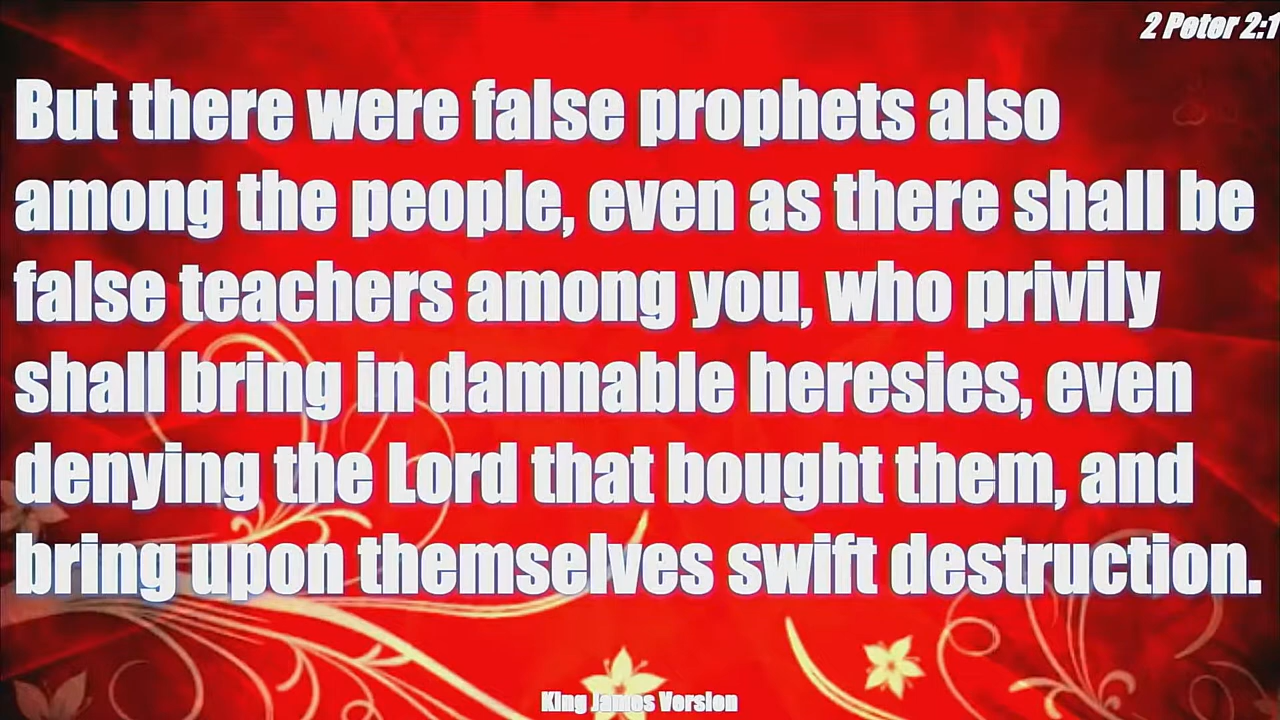 2 Peter 2:1
But there were false prophets also
among the people, even as there shall be
false teachers among you, who privily
shall bring in damnable heresies, even
denying the Lord that bought them, and
bring upon themselves swift destruction.
King James Version